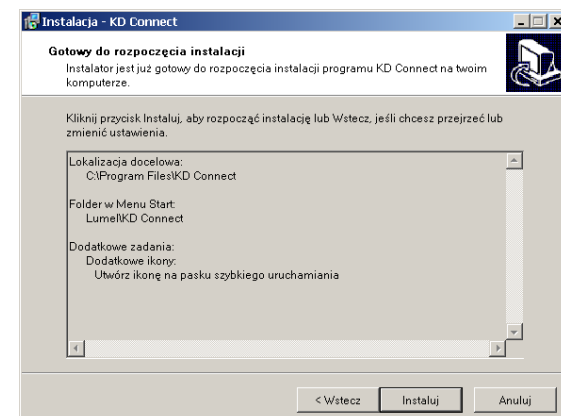 Instalacja - KD Connect
Gotowy do rozpoczęcia instalacji
Instalator jest już gotowy do rozpoczęcia instalacji programu KD Connect na twoim
komputerze.
Kliknij przycisk Instaluj, aby rozpocząć instalację lub Wstecz, jeśli chcesz przejrzeć lub
zmienić ustawienia.
Lokalizacja docelowa:
C:\Program Files\KD Connect
Folder w Menu Start:
Lumel\KD Connect
Dodatkowe zadania:
Dodatkowe ikony:
Utwórz ikonę na pasku szybkiego uruchamiania
< Wstecz
Instaluj
Anuluj